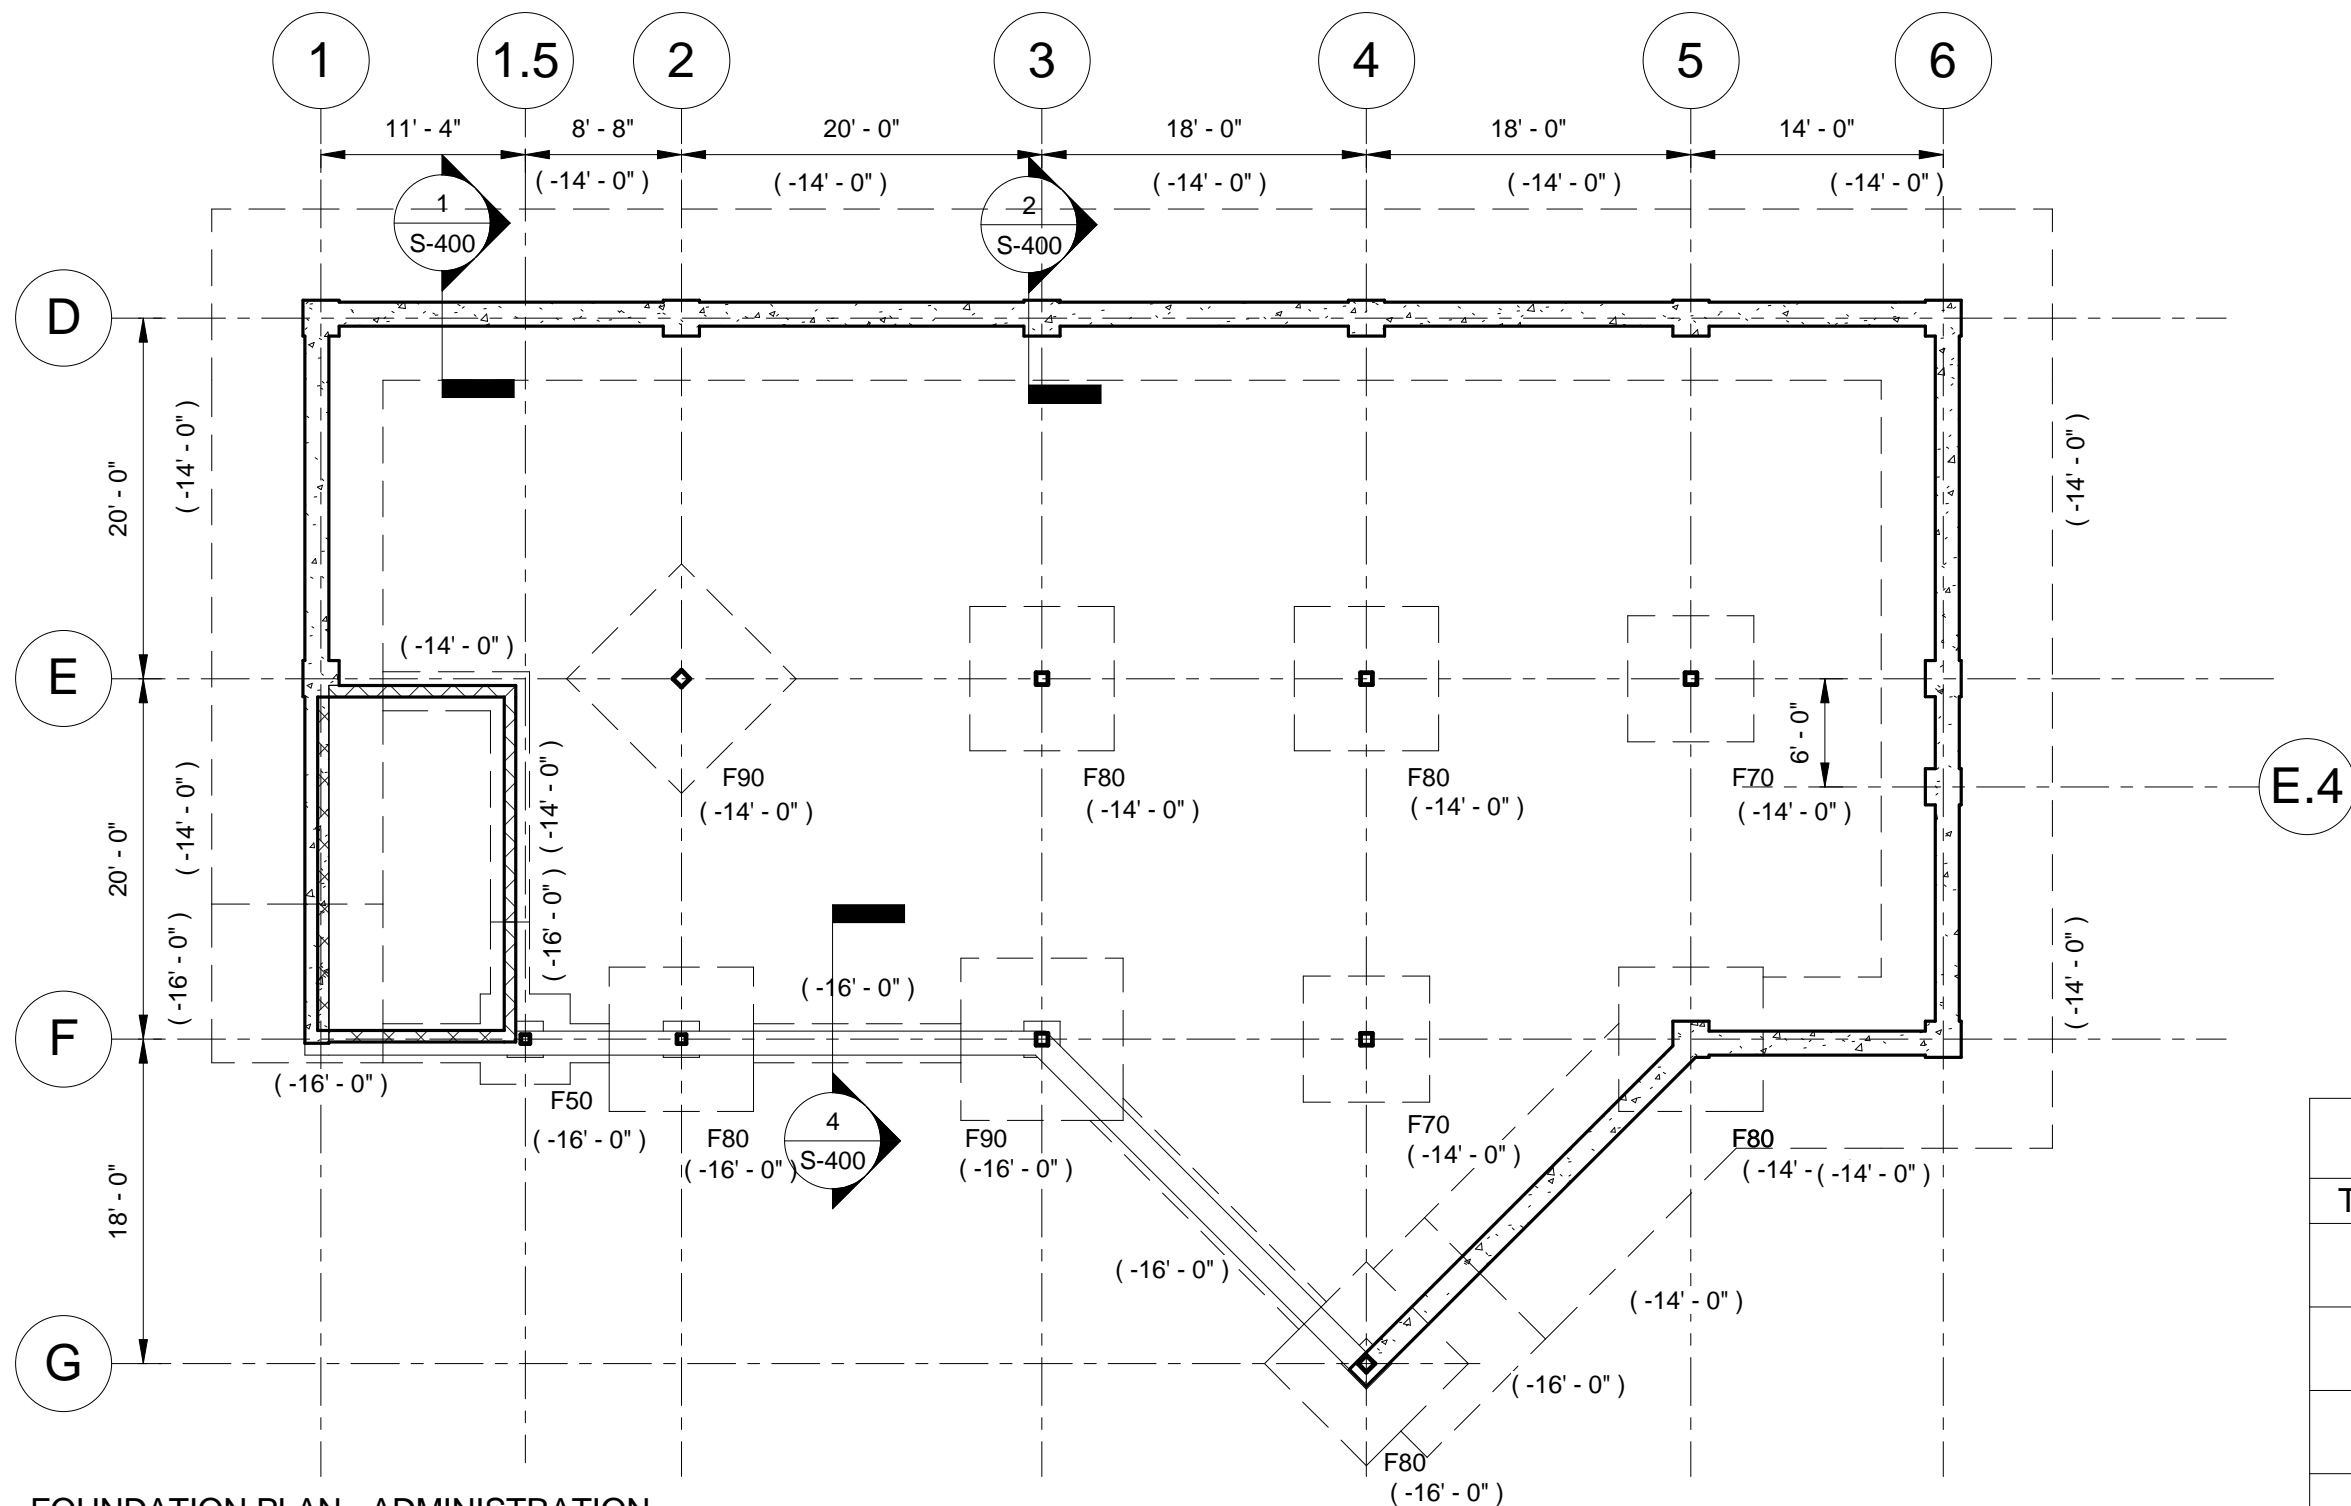 1
1.5
2
3
4
5
6
11' - 4"
8' - 8"
20' - 0"
18' - 0"
18' - 0"
14' - 0"
( -14' - 0" )
( -14' - 0" )
( -14' - 0" )
( -14' - 0" )
( -14' - 0" )
1
S-400
2
S-400
D
20' - 0"
( -14' - 0" )
( -14' - 0" )
E
( -14' - 0" )
6' - 0"
E.4
F90
( -14' - 0" )
F80
( -14' - 0" )
F80
( -14' - 0" )
F70
( -14' - 0" )
20' - 0"
( -14' - 0" )
( -16' - 0" )
( -14' - 0" )
( -16' - 0" )
( -16' - 0" )
( -14' - 0" )
F
( -16' - 0" )
F50
( -16' - 0" )
F80
( -16' - 0" )
4
S-400
F90
( -16' - 0" )
F70
( -14' - 0" )
F80
( -14' - ( -14' - 0" )
18' - 0"
( -16' - 0" )
( -14' - 0" )
G
( -16' - 0" )
F80
( -16' - 0" )
FOUNDATION PLAN - ADMINISTRATION